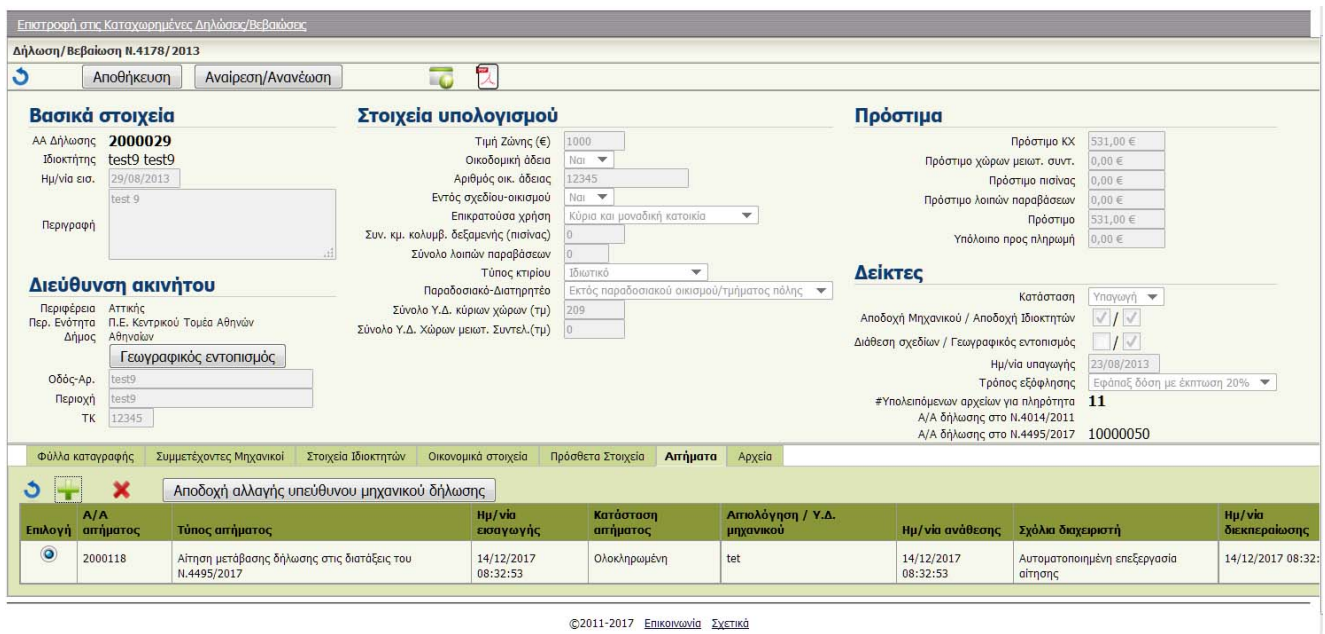 Επιστροφή στις Καταχωρημένες Δηλώσεις/Βεβαιώσεις
Δήλωση/Βεβαίωση Ν.4178/2013
Αποθήκευση Αναίρεση/Ανανέωση
Βασικά στοιχεία
ΑΑ Δήλωσης 2000029
Ιδιοκτήτης test9 test9
Ημ/νία εισ. 29/08/2013
Περιγραφή test 9
Διεύθυνση ακινήτου
Περιφέρεια Αττικής
Περ. Ενότητα Π.Ε. Κεντρικού Τομέα Αθηνών
Δήμος Αθηναίων
Γεωγραφικός εντοπισμός
Οδός-Αρ. test9
Περιοχή test9
ΤΚ 12345
Στοιχεία υπολογισμού
Τιμή Ζώνης (€) 1000
Οικοδομική άδεια Ναι
Αριθμός οικ. άδειας 12345
Εντός σχεδίου-οικισμού Ναι
Επικρατούσα χρήση Κύρια και μοναδική κατοικία
Συν. κμ. κολυμβ. δεξαμενής (πισίνας) 0
Σύνολο λοιπών παραβάσεων 0
Τύπος κτιρίου Ιδιωτικό
Παραδοσιακό-Διατηρητέο Εκτός παραδοσιακού οικισμού/τμήματος πόλης
Σύνολο Υ.Δ. κύριων χώρων (τμ) 209
Σύνολο Υ.Δ. Χώρων μειωτ. Συντελ.(τμ) 0
Πρόστιμα
Πρόστιμο ΚΧ 531,00 €
Πρόστιμο χώρων μειωτ. συντ. 0,00 €
Πρόστιμο πισίνας 0,00 €
Πρόστιμο λοιπών παραβάσεων 0,00 €
Πρόστιμο 531,00 €
Υπόλοιπο προς πληρωμή 0,00 €
Δείκτες
Κατάσταση Υπαγωγή
Αποδοχή Μηχανικού / Αποδοχή Ιδιοκτητών /
Διάθεση σχεδίων / Γεωγραφικός εντοπισμός /
Ημ/νία υπαγωγής 23/08/2013
Τρόπος εξόφλησης Εφάπαξ δόση με έκπτωση 20%
#Υπολειπόμενων αρχείων για πληρότητα 11
Α/Α δήλωσης στο Ν.4014/2011
Α/Α δήλωσης στο Ν.4495/2017 10000050
Φύλλα καταγραφής Συμμετέχοντες Μηχανικοί Στοιχεία Ιδιοκτητών Οικονομικά στοιχεία Πρόσθετα Στοιχεία Αιτήματα Αρχεία
Αποδοχή αλλαγής υπεύθυνου μηχανικού δήλωσης
Επιλογή Α/Α αιτήματος Τύπος αιτήματος Ημ/νία εισαγωγής Κατάσταση αιτήματος Αιτιολόγηση / Υ.Δ. μηχανικού Ημ/νία ανάθεσης Σχόλια διαχειριστή Ημ/νία διεκπεραίωσης
2000118 Αίτηση μετάβασης δήλωσης στις διατάξεις του Ν.4495/2017 14/12/2017 08:32:53 Ολοκληρωμένη tet 14/12/2017 08:32:53 Αυτοματοποιημένη επεξεργασία αίτησης 14/12/2017 08:32:
©2011-2017 Επικοινωνία Σχετικά